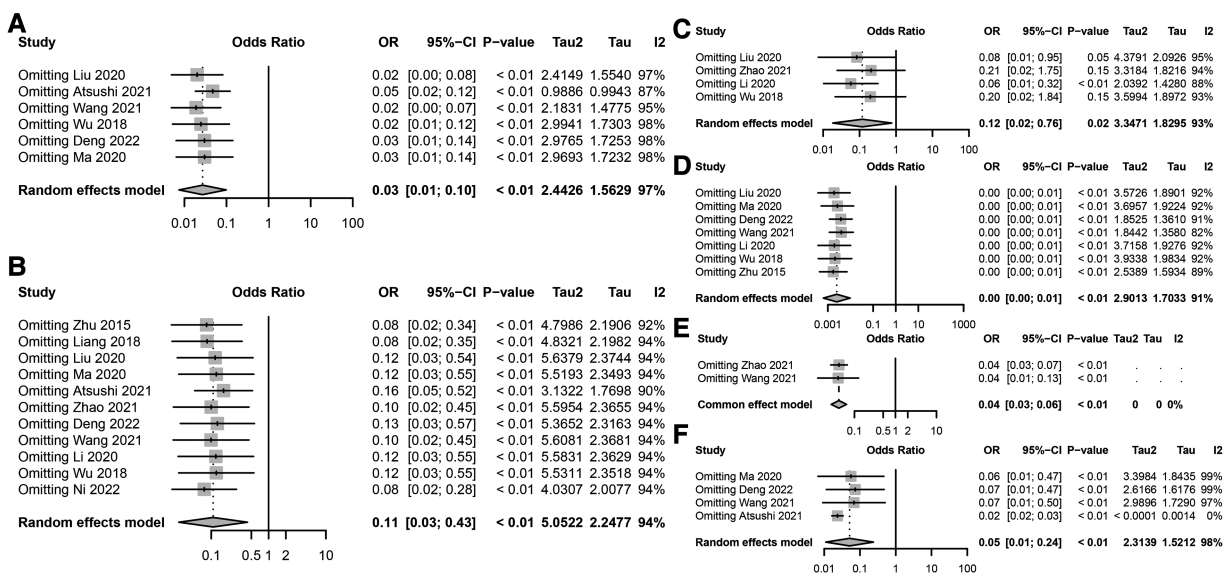 A
Study Odds Ratio OR 95%−CI P−value Tau2 Tau I2
Omitting Liu 2020 0.02 [0.00; 0.08] < 0.01 2.4149 1.5540 97%
Omitting Atsushi 2021 0.05 [0.02; 0.12] < 0.01 0.9886 0.9943 87%
Omitting Wang 2021 0.02 [0.00; 0.07] < 0.01 2.1831 1.4775 95%
Omitting Wu 2018 0.02 [0.01; 0.12] < 0.01 2.9941 1.7303 98%
Omitting Deng 2022 0.03 [0.01; 0.14] < 0.01 2.9765 1.7253 98%
Omitting Ma 2020 0.03 [0.01; 0.14] < 0.01 2.9693 1.7232 98%
Random effects model 0.03 [0.01; 0.10] < 0.01 2.4426 1.5629 97%
0.01 0.1 1 10 100
B
Study Odds Ratio OR 95%−CI P−value Tau2 Tau I2
Omitting Zhu 2015 0.08 [0.02; 0.34] < 0.01 4.7986 2.1906 92%
Omitting Liang 2018 0.08 [0.02; 0.35] < 0.01 4.8321 2.1982 94%
Omitting Liu 2020 0.12 [0.03; 0.54] < 0.01 5.6379 2.3744 94%
Omitting Ma 2020 0.12 [0.03; 0.55] < 0.01 5.5193 2.3493 94%
Omitting Atsushi 2021 0.16 [0.05; 0.52] < 0.01 3.1322 1.7698 90%
Omitting Zhao 2021 0.10 [0.02; 0.45] < 0.01 5.5954 2.3655 94%
Omitting Deng 2022 0.13 [0.03; 0.57] < 0.01 5.3652 2.3163 94%
Omitting Wang 2021 0.10 [0.02; 0.45] < 0.01 5.6081 2.3681 94%
Omitting Li 2020 0.12 [0.03; 0.55] < 0.01 5.5831 2.3629 94%
Omitting Wu 2018 0.12 [0.03; 0.55] < 0.01 5.5311 2.3518 94%
Omitting Ni 2022 0.08 [0.02; 0.28] < 0.01 4.0307 2.0077 94%
Random effects model 0.11 [0.03; 0.43] < 0.01 5.0522 2.2477 94%
0.1 0.5 1 2 10
C
Study Odds Ratio OR 95%−CI P−value Tau2 Tau I2
Omitting Liu 2020 0.08 [0.01; 0.95] 0.05 4.3791 2.0926 95%
Omitting Zhao 2021 0.21 [0.02; 2.75] 0.15 3.3184 1.8216 94%
Omitting Li 2020 0.06 [0.01; 0.32] < 0.01 2.0392 1.4280 88%
Omitting Wu 2018 0.20 [0.02; 1.84] 0.15 3.5994 1.8972 93%
Random effects model 0.12 [0.02; 0.76] 0.02 3.3471 1.8295 93%
0.01 0.1 1 10 100
D
Study Odds Ratio OR 95%−CI P−value Tau2 Tau I2
Omitting Liu 2020 0.00 [0.00; 0.01] < 0.01 3.5726 1.8901 92%
Omitting Ma 2020 0.00 [0.00; 0.01] < 0.01 3.6957 1.9224 92%
Omitting Deng 2022 0.00 [0.00; 0.01] < 0.01 1.8525 1.3610 91%
Omitting Wang 2021 0.00 [0.00; 0.01] < 0.01 1.8442 1.3580 82%
Omitting Li 2020 0.00 [0.00; 0.01] < 0.01 3.7158 1.9276 92%
Omitting Wu 2018 0.00 [0.00; 0.01] < 0.01 3.9338 1.9834 92%
Omitting Zhu 2015 0.00 [0.00; 0.01] < 0.01 2.5389 1.5934 89%
Random effects model 0.00 [0.00; 0.01] < 0.01 2.9013 1.7033 91%
0.001 0.1 1 10 1000
E
Study Odds Ratio OR 95%−CI P−value Tau2 Tau I2
Omitting Zhao 2021 0.04 [0.03; 0.07] < 0.01 . . .
Omitting Wang 2021 0.04 [0.01; 0.13] < 0.01 . . .
Common effect model 0.04 [0.03; 0.06] < 0.01 0 0 0%
0.1 0.5 1 2 10
F
Study Odds Ratio OR 95%−CI P−value Tau2 Tau I2
Omitting Ma 2020 0.06 [0.01; 0.47] < 0.01 3.3984 1.8435 99%
Omitting Deng 2022 0.07 [0.01; 0.47] < 0.01 2.6166 1.6176 99%
Omitting Wang 2021 0.07 [0.01; 0.50] < 0.01 2.9896 1.7290 97%
Omitting Atsushi 2021 0.02 [0.02; 0.03] < 0.01 < 0.0001 0.0014 0%
Random effects model 0.05 [0.01; 0.24] < 0.01 2.3139 1.5212 98%
0.01 0.1 1 10 100